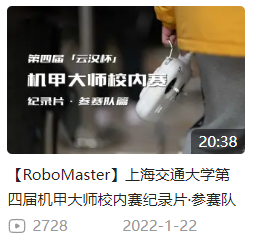 第四届「云汉杯」
机甲大师校内赛
纪录片·参赛队篇
20:38
【RoboMaster】上海交通大学第
四届机甲大师校内赛纪录片·参赛队
2728
2022-1-22